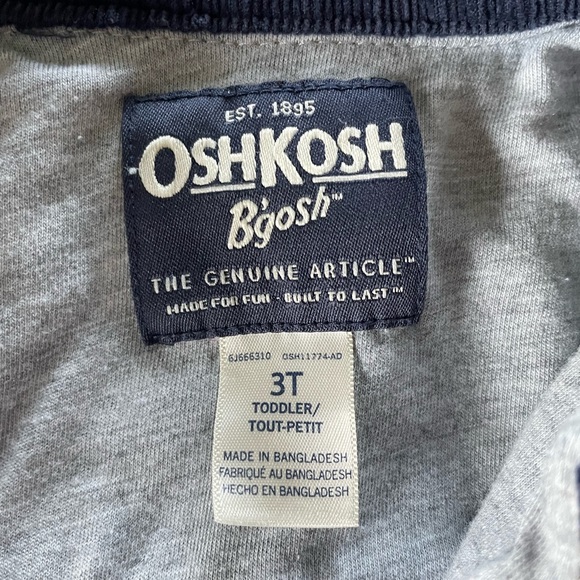 EST. 1895
OSHKOSH
B'gosh™
THE GENUINE ARTICLE™
MADE FOR FUN - BUILT TO LAST™
6J666310 OSH11774-AD
3T
TODDLER/
TOUT-PETIT
MADE IN BANGLADESH
FABRIQUÉ AU BANGLADESH
HECHO EN BANGLADESH